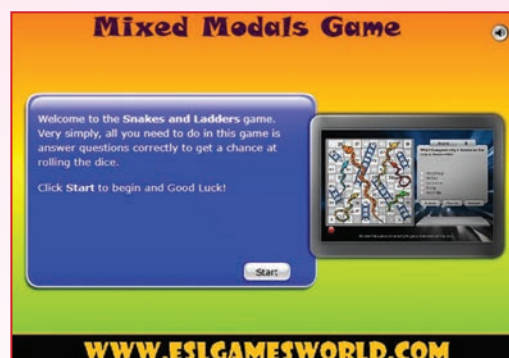 Mixed Modals Game
Welcome to the Snakes and Ladders game.
Very simply, all you need to do in this game is
answer questions correctly to get a chance at
rolling the dice.
Click Start to begin and Good Luck!
Start
WWW.ESLGAMESWORLD.COM